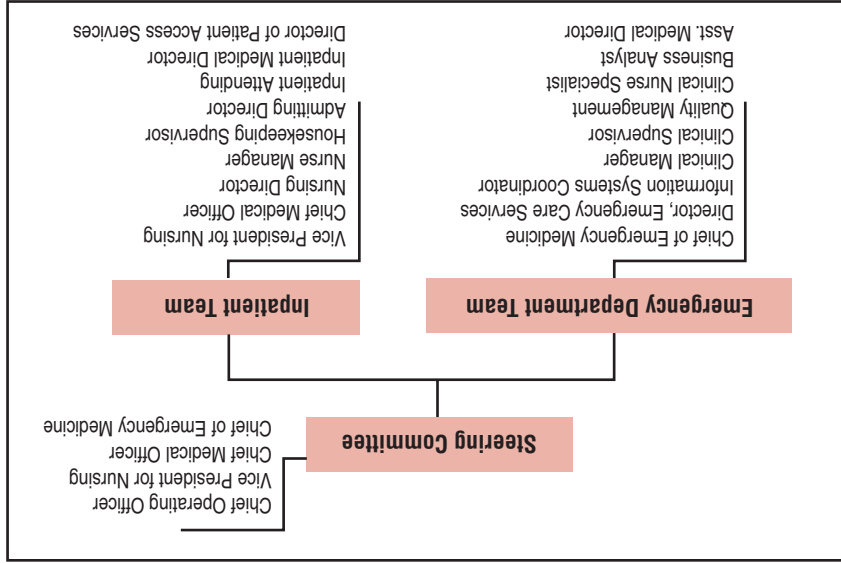 Steering Committee
Chief Operating Officer
Vice President for Nursing
Chief Medical Officer
Chief of Emergency Medicine
Emergency Department Team
Chief of Emergency Medicine
Director, Emergency Care Services
Information Systems Coordinator
Clinical Manager
Clinical Supervisor
Quality Management
Clinical Nurse Specialist
Business Analyst
Asst. Medical Director
Inpatient Team
Vice President for Nursing
Chief Medical Officer
Nursing Director
Nurse Manager
Housekeeping Supervisor
Admitting Director
Inpatient Attending
Inpatient Medical Director
Director of Patient Access Services